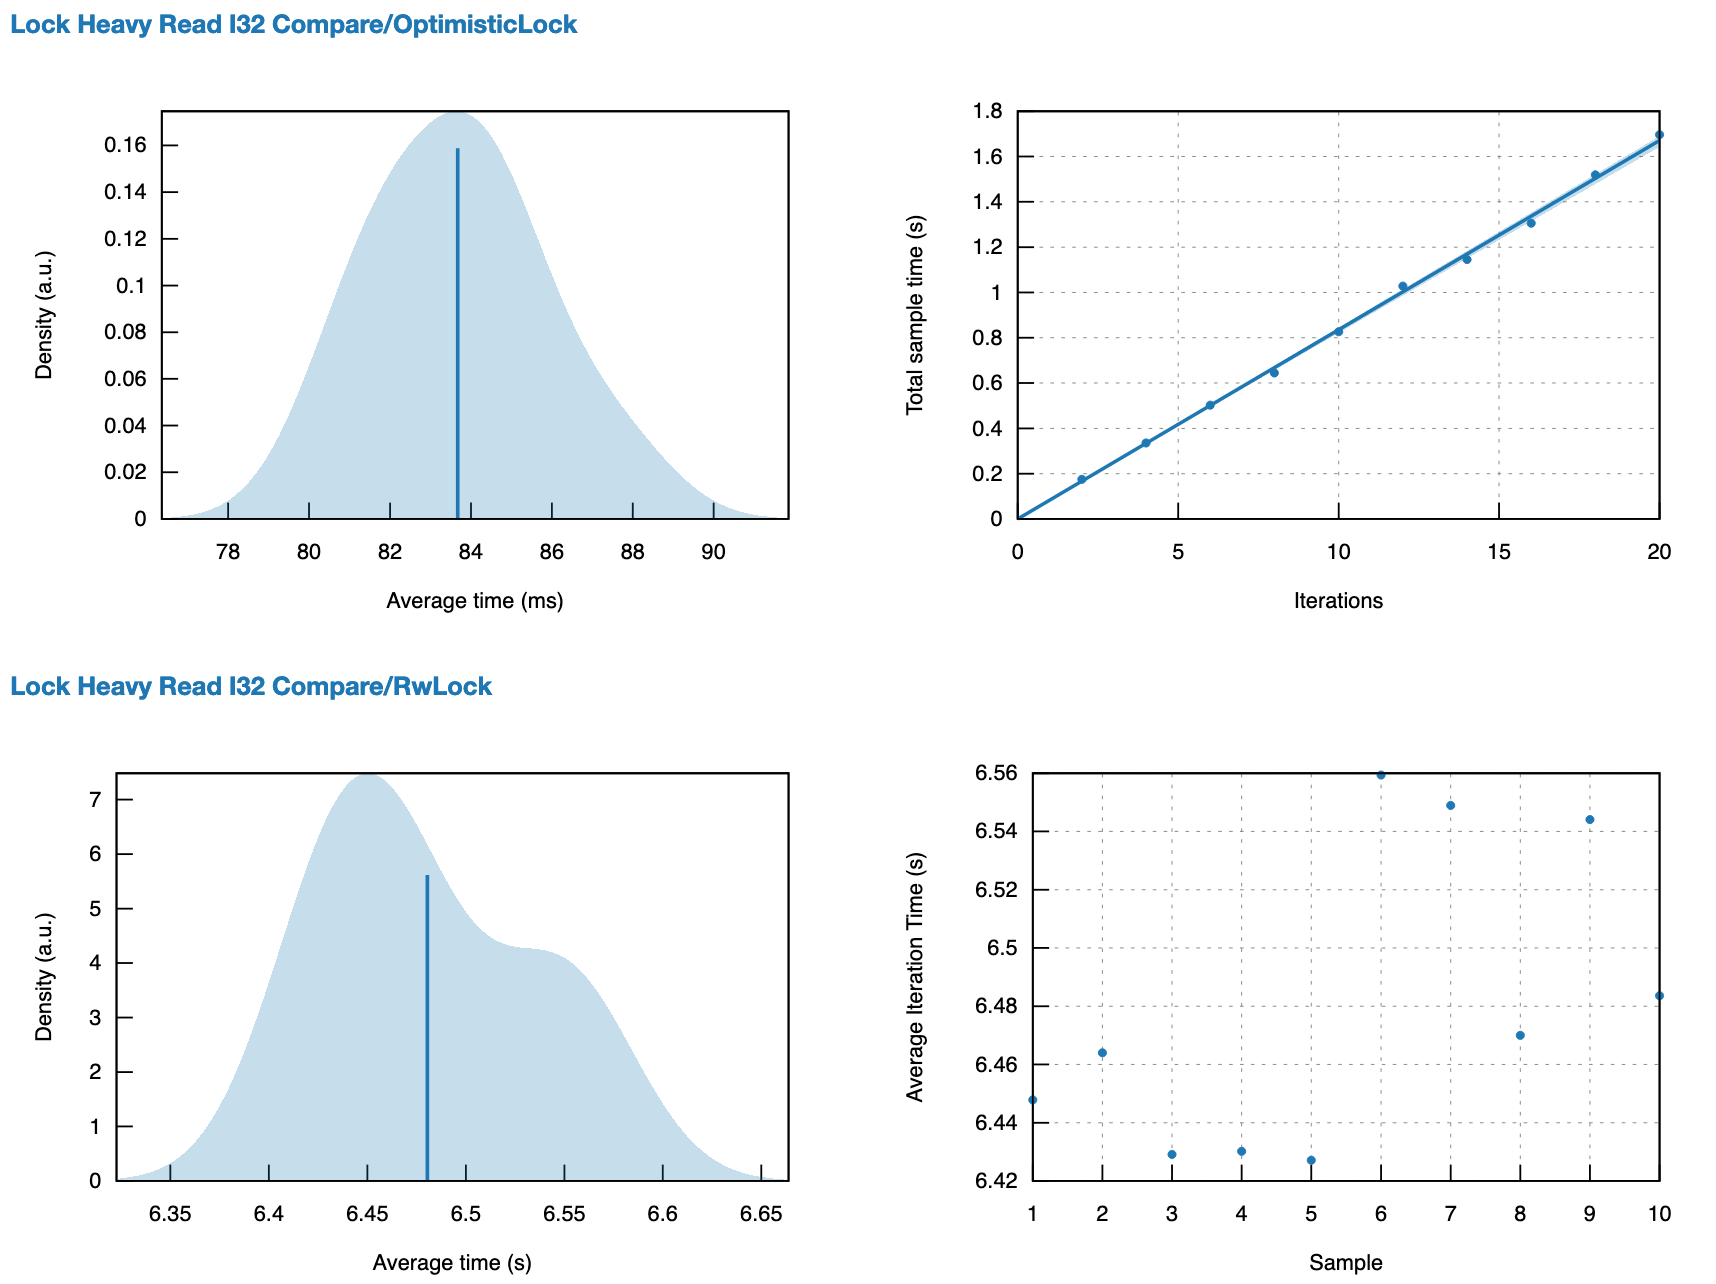 Lock Heavy Read I32 Compare/OptimisticLock
Density (a.u.)
0.16
0.14
0.12
0.1
0.08
0.06
0.04
0.02
0
78 80 82 84 86 88 90
Average time (ms)
Total sample time (s)
1.8
1.6
1.4
1.2
1
0.8
0.6
0.4
0.2
0
0 5 10 15 20
Iterations
Lock Heavy Read I32 Compare/RwLock
Density (a.u.)
7
6
5
4
3
2
1
0
6.35 6.4 6.45 6.5 6.55 6.6 6.65
Average time (s)
Average Iteration Time (s)
6.56
6.54
6.52
6.5
6.48
6.46
6.44
6.42
1 2 3 4 5 6 7 8 9 10
Sample